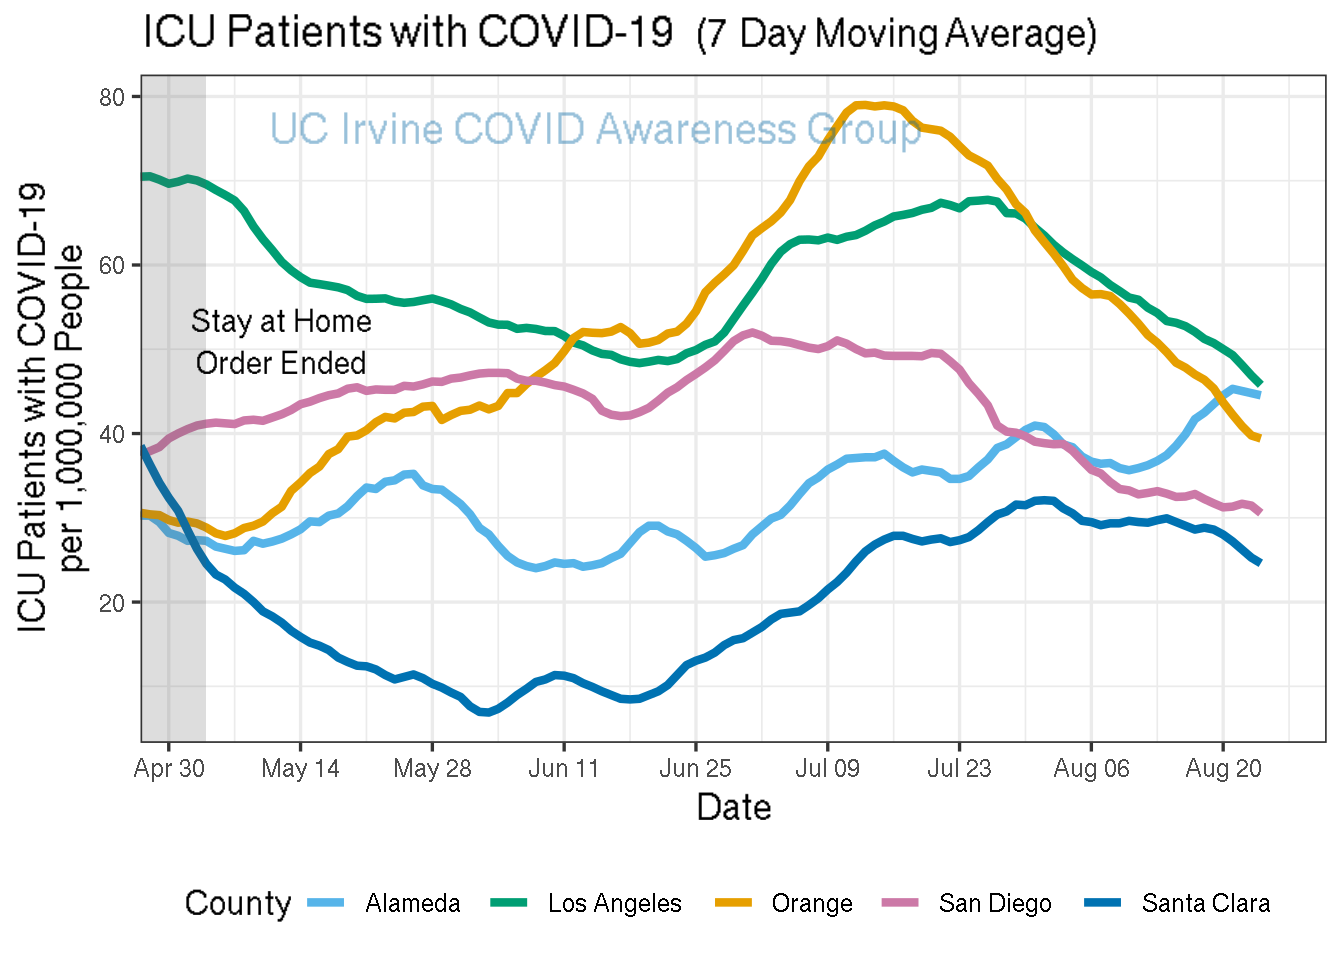 ICU Patients with COVID-19 (7 Day Moving Average)
UC Irvine COVID Awareness Group
ICU Patients with COVID-19
per 1,000,000 People
80
60
40
20
Stay at Home
Order Ended
Apr 30 May 14 May 28 Jun 11 Jun 25 Jul 09 Jul 23 Aug 06 Aug 20
Date
County Alameda Los Angeles Orange San Diego Santa Clara